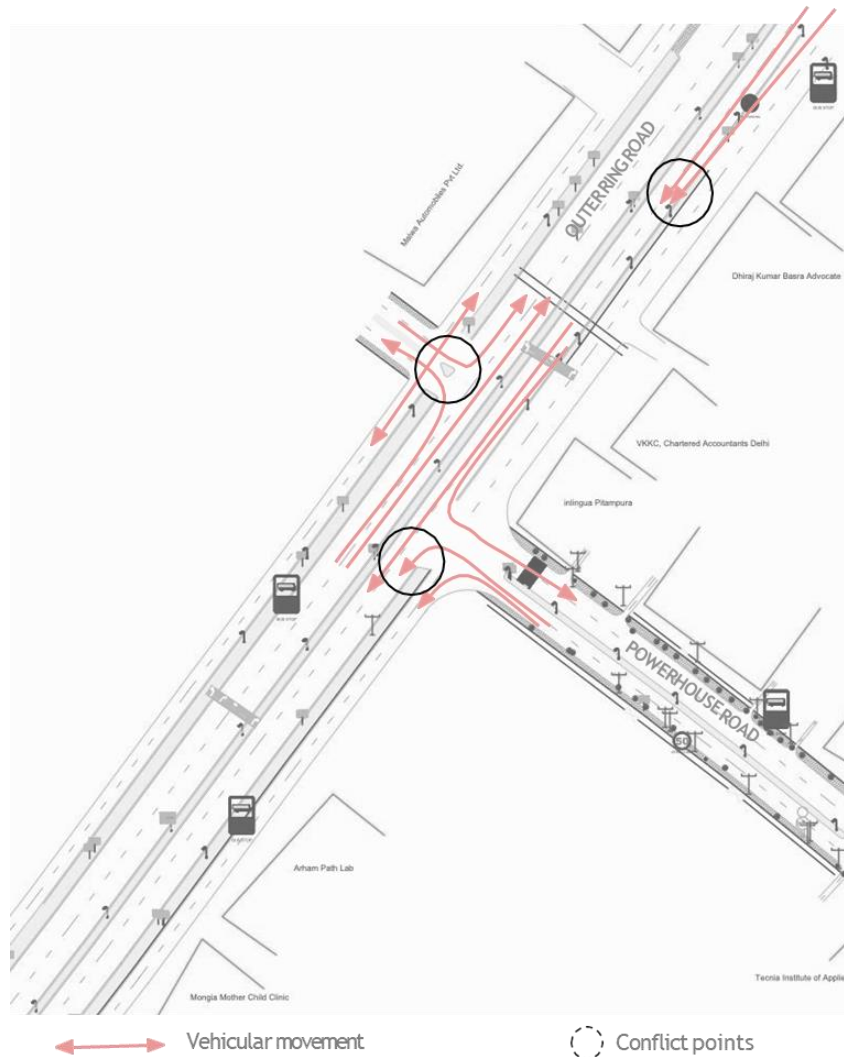 OUTER RING ROAD
Malwa Automobiles Pvt Ltd.
Dhiraj Kumar Basra Advocate
VKKC, Chartered Accountants Delhi
inlingua Pitampura
POWERHOUSE ROAD
50
Arham Path Lab
Mongia Mother Child Clinic
Tecnia Institute of Applie
Vehicular movement
Conflict points